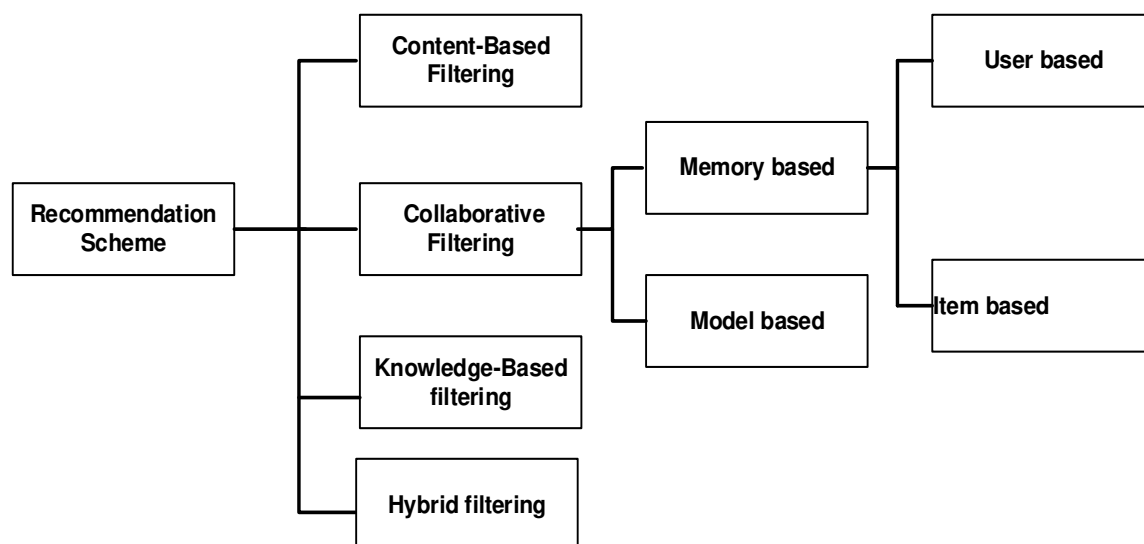 Content-Based
Filtering
User based
Memory based
Recommendation
Scheme
Collaborative
Filtering
Item based
Model based
Knowledge-Based
filtering
Hybrid filtering